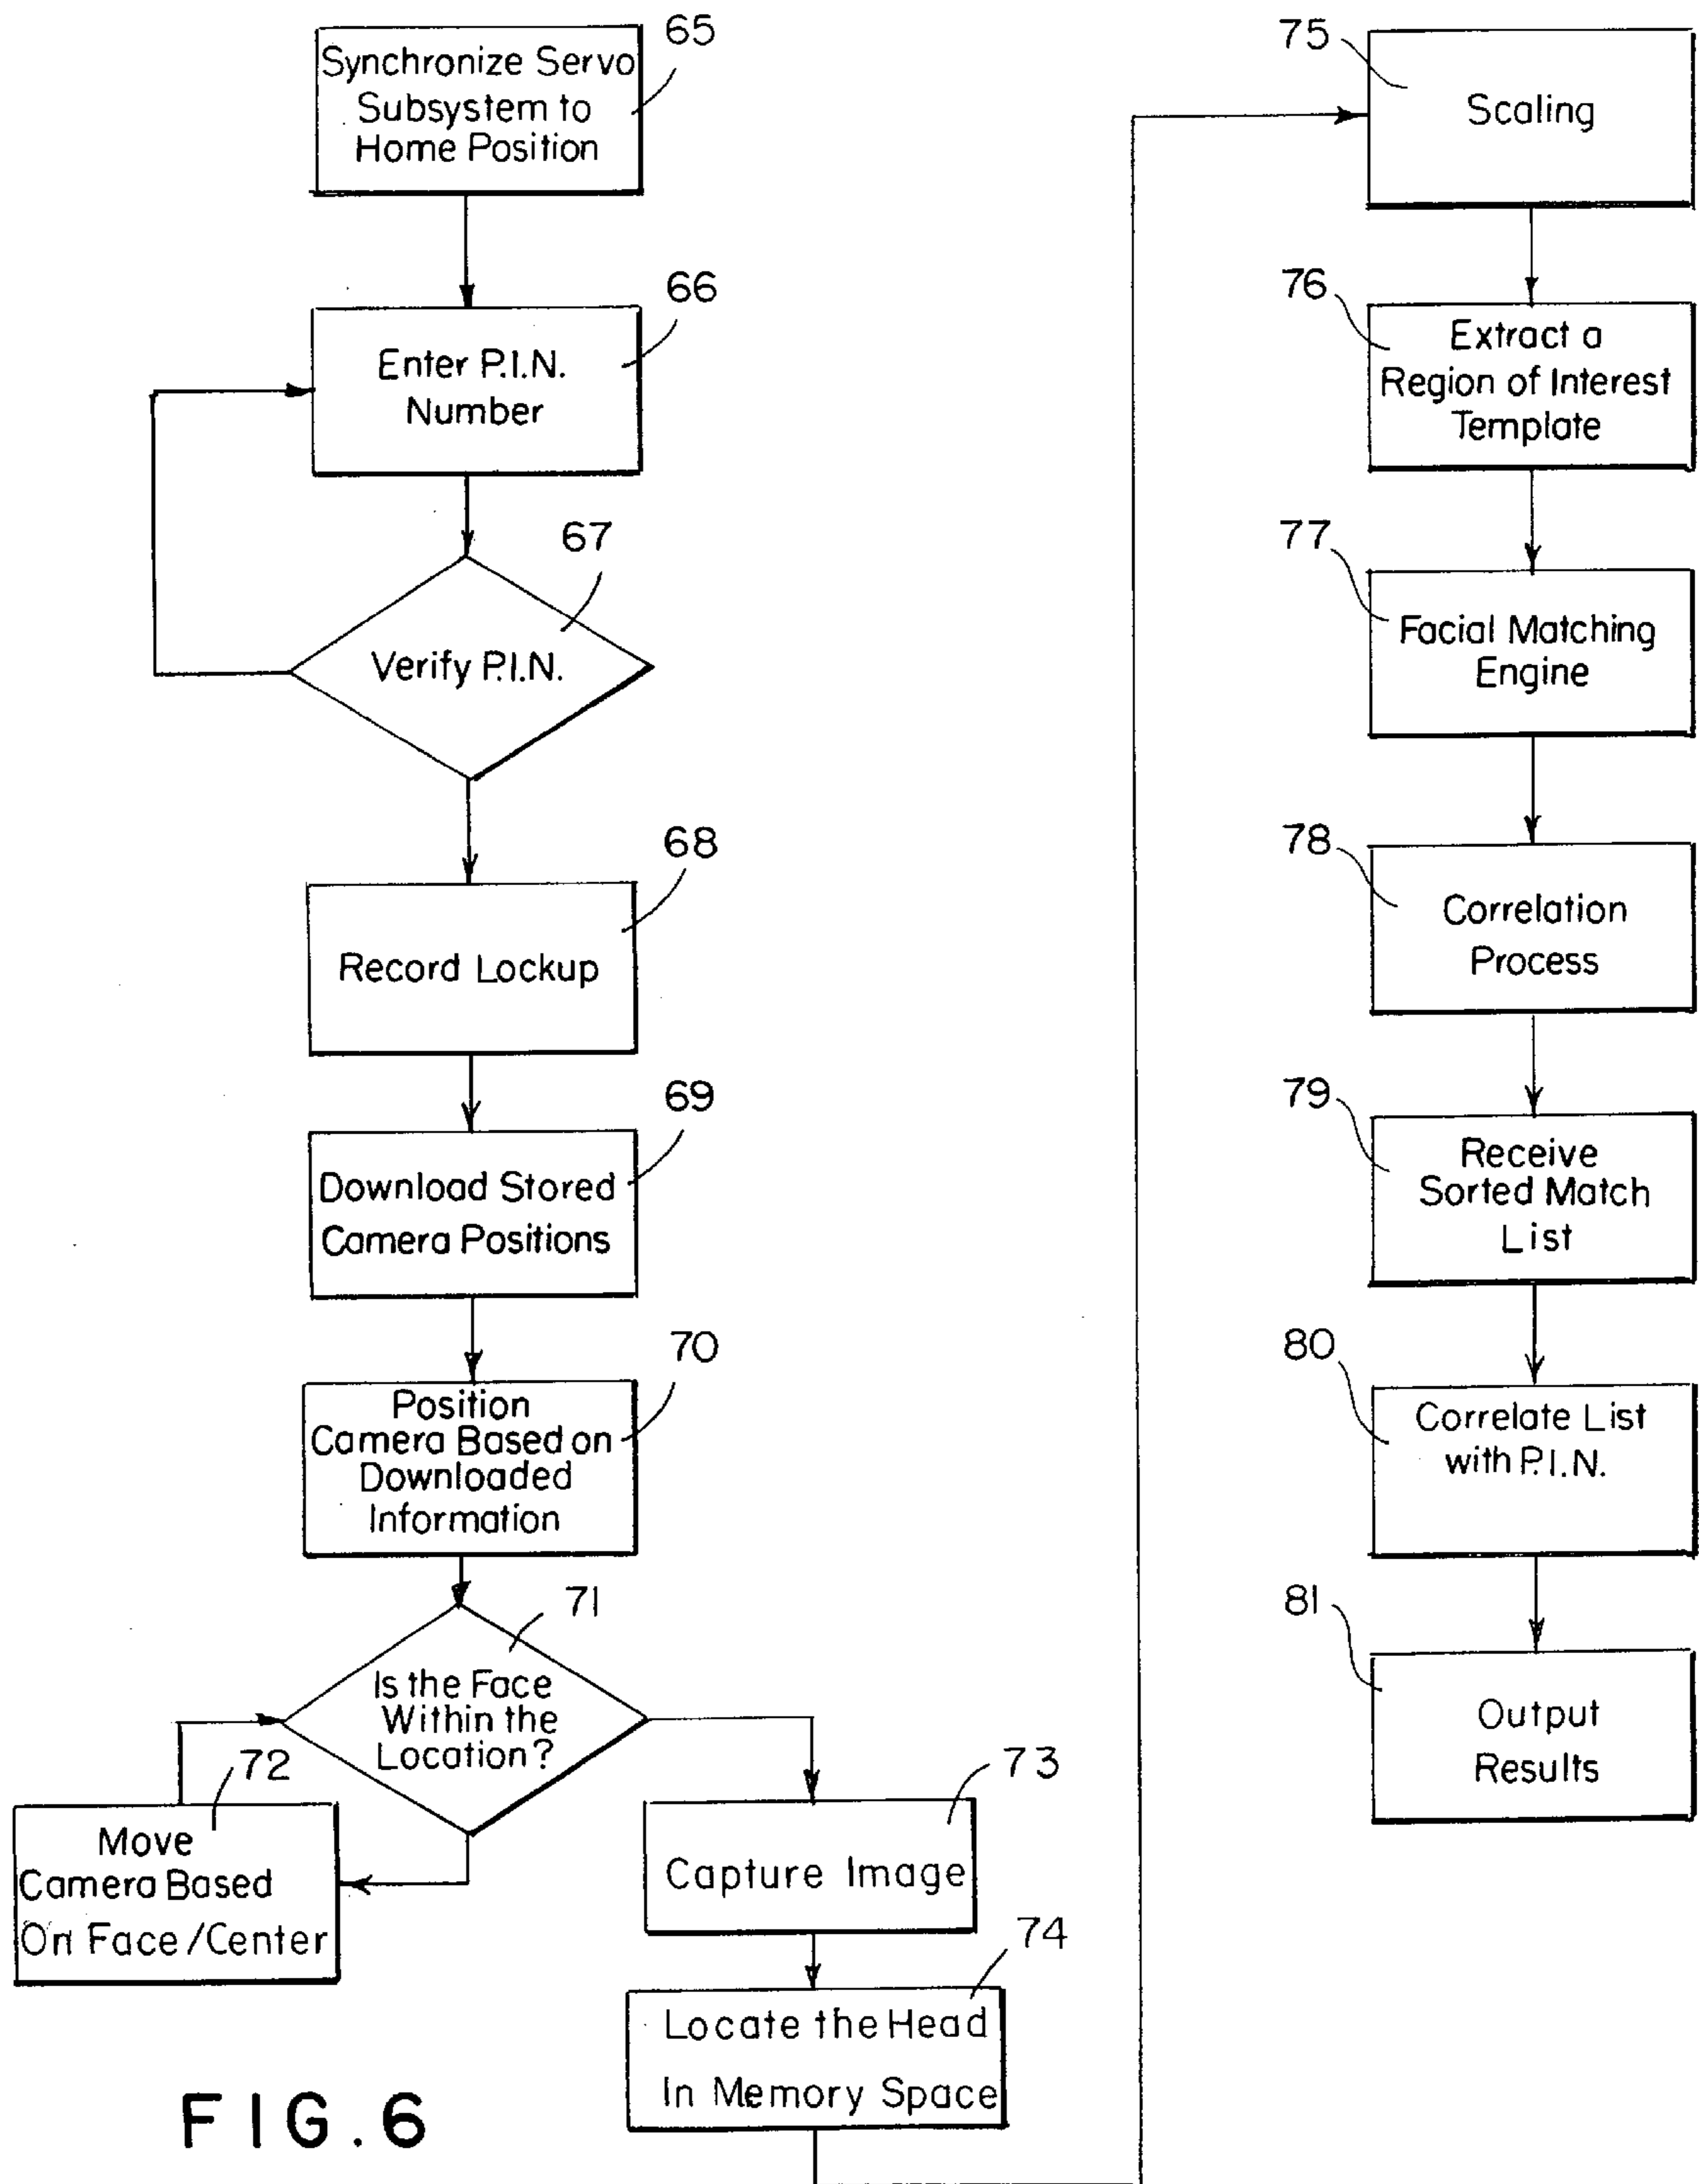 65
Synchronize Servo
Subsystem to
Home Position
66
Enter P.I.N.
Number
67
Verify P.I.N.
68
Record Lockup
69
Download Stored
Camera Positions
70
Position
Camera Based on
Downloaded
Information
71
Is the Face
Within the
Location?
72
Move
Camera Based
On Face/Center
73
Capture Image
74
Locate the Head
In Memory Space
75
Scaling
76
Extract a
Region of Interest
Template
77
Facial Matching
Engine
78
Correlation
Process
79
Receive
Sorted Match
List
80
Correlate List
with P.I.N.
81
Output
Results
FIG.6